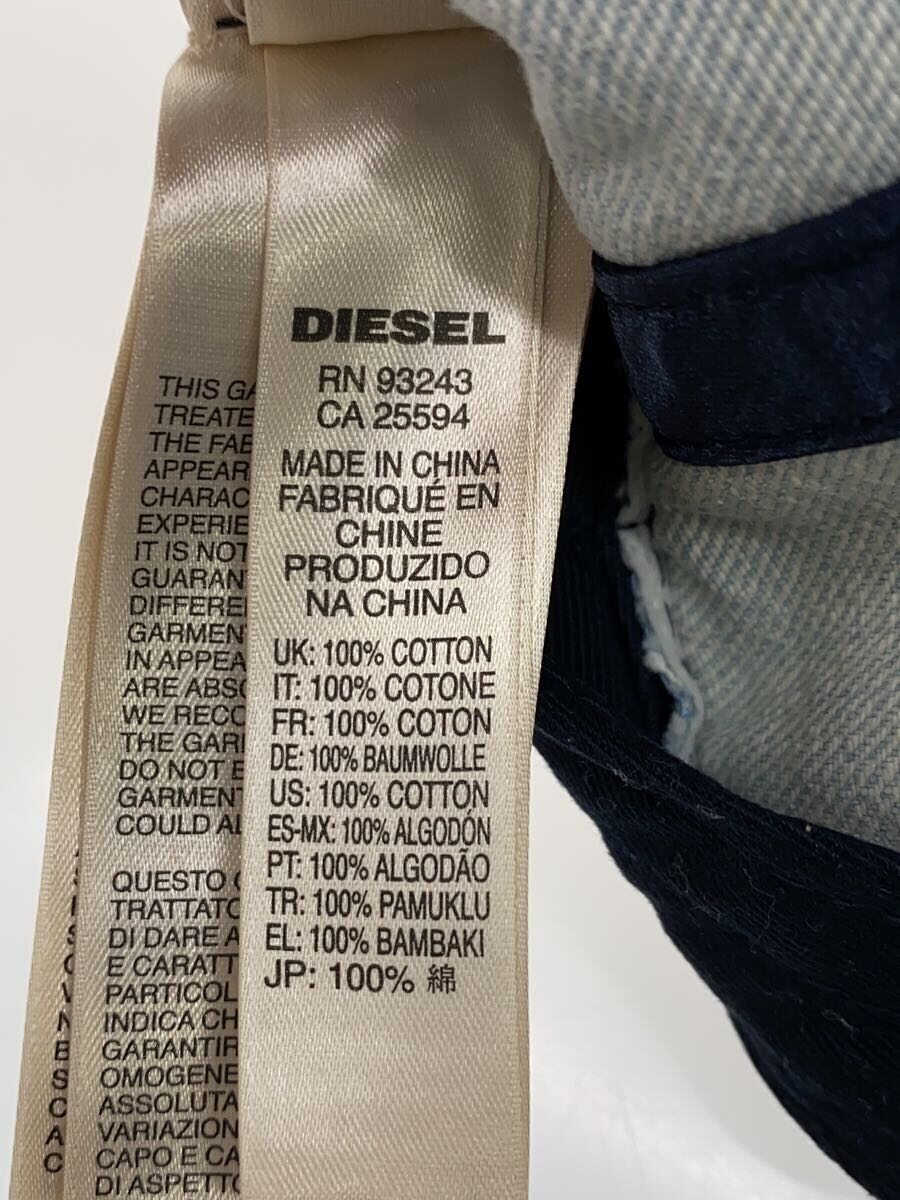 DIESEL
RN 93243
CA 25594
MADE IN CHINA
FABRIQUÉ EN
CHINE
PRODUZIDO
NA CHINA
UK: 100% COTTON
IT: 100% COTONE
FR: 100% COTON
DE: 100% BAUMWOLLE
US: 100% COTTON
ES-MX: 100% ALGODÓN
PT: 100% ALGODÃO
TR: 100% PAMUKLU
EL: 100% BAMBAKI
JP: 100% 綿
THIS GA
TREATE
THE FAB
APPEAR
CHARAC
EXPERIE
IT IS NOT
GUARAN
DIFFERE
GARMEN
IN APPEA
ARE ABSO
WE RECO
THE GAR
DO NOT E
GARMENT
COULD AL
QUESTO C
TRATTATO
DI DARE A
E CARATT
PARTICOL
INDICA CH
GARANTIR
OMOGENE
ASSOLUTA
VARIAZION
CAPO E CA
DI ASPETTO